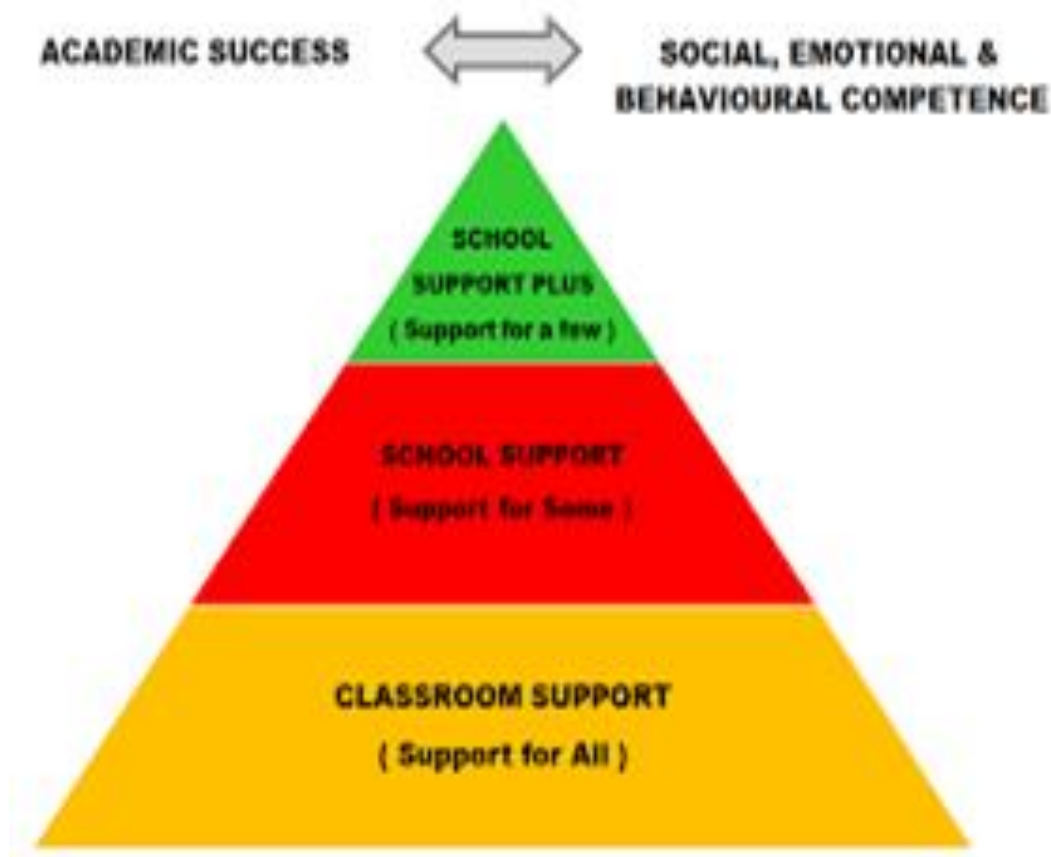 ACADEMIC SUCCESS
SOCIAL, EMOTIONAL &
BEHAVIOURAL COMPETENCE
SCHOOL
SUPPORT PLUS
( Support for a few )
SCHOOL SUPPORT
( Support for Some )
CLASSROOM SUPPORT
( Support for All )